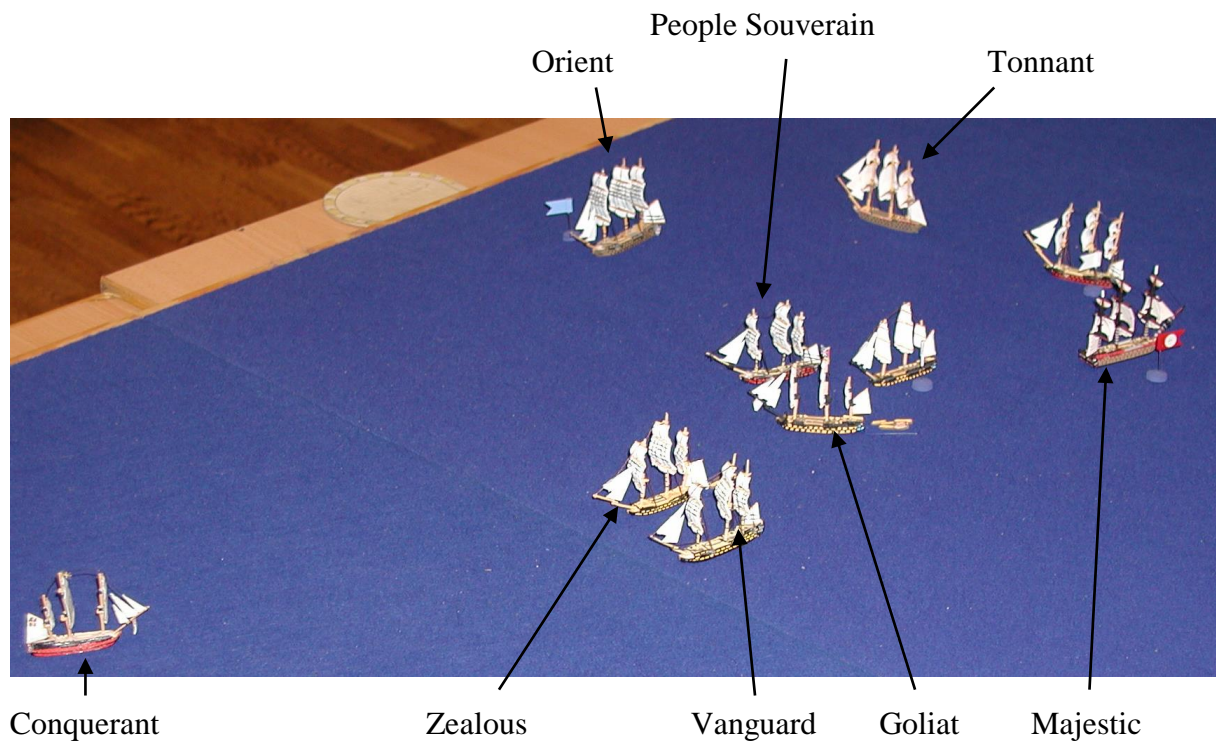 People Souverain
Orient
Tonnant
Conquerant
Zealous
Vanguard
Goliat
Majestic